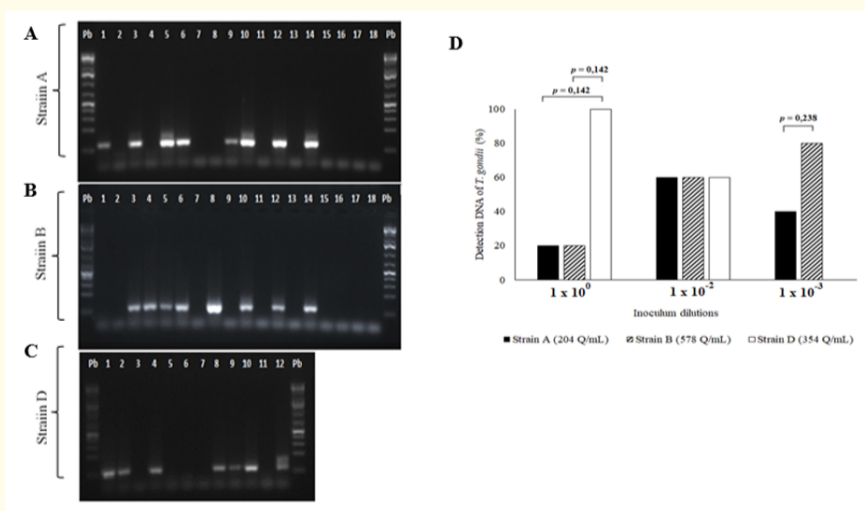 A
Straiin A
Pb 1 2 3 4 5 6 7 8 9 10 11 12 13 14 15 16 17 18 Pb
B
Straiin B
Pb 1 2 3 4 5 6 7 8 9 10 11 12 13 14 15 16 17 18 Pb
C
Straiin D
Pb 1 2 3 4 5 6 7 8 9 10 11 12 Pb
D
p = 0,142
p = 0,142
p = 0,238
Detection DNA of T. gondii (%)
100
80
60
40
20
0
1 x 10⁰ 1 x 10⁻² 1 x 10⁻³
Inoculum dilutions
Strain A (204 Q/mL) Strain B (578 Q/mL) Strain D (354 Q/mL)